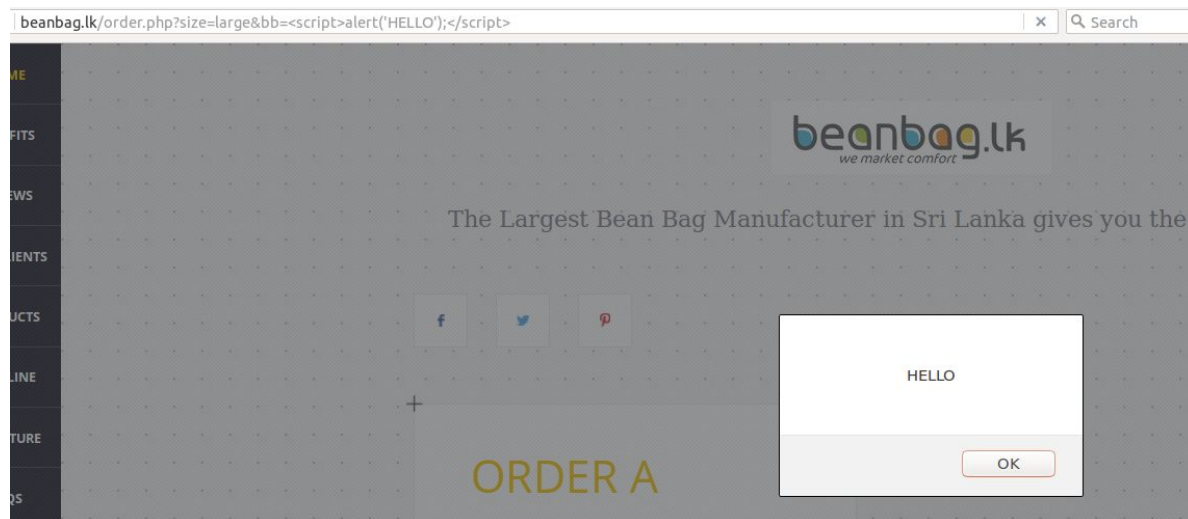 beanbag.lk/order.php?size=large&bb=<script>alert('HELLO');</script>
Search
ME
FITS
EWS
IENTS
UCTS
LINE
TURE
QS
beanbag.lk
we market comfort
The Largest Bean Bag Manufacturer in Sri Lanka gives you the
HELLO
OK
ORDER A